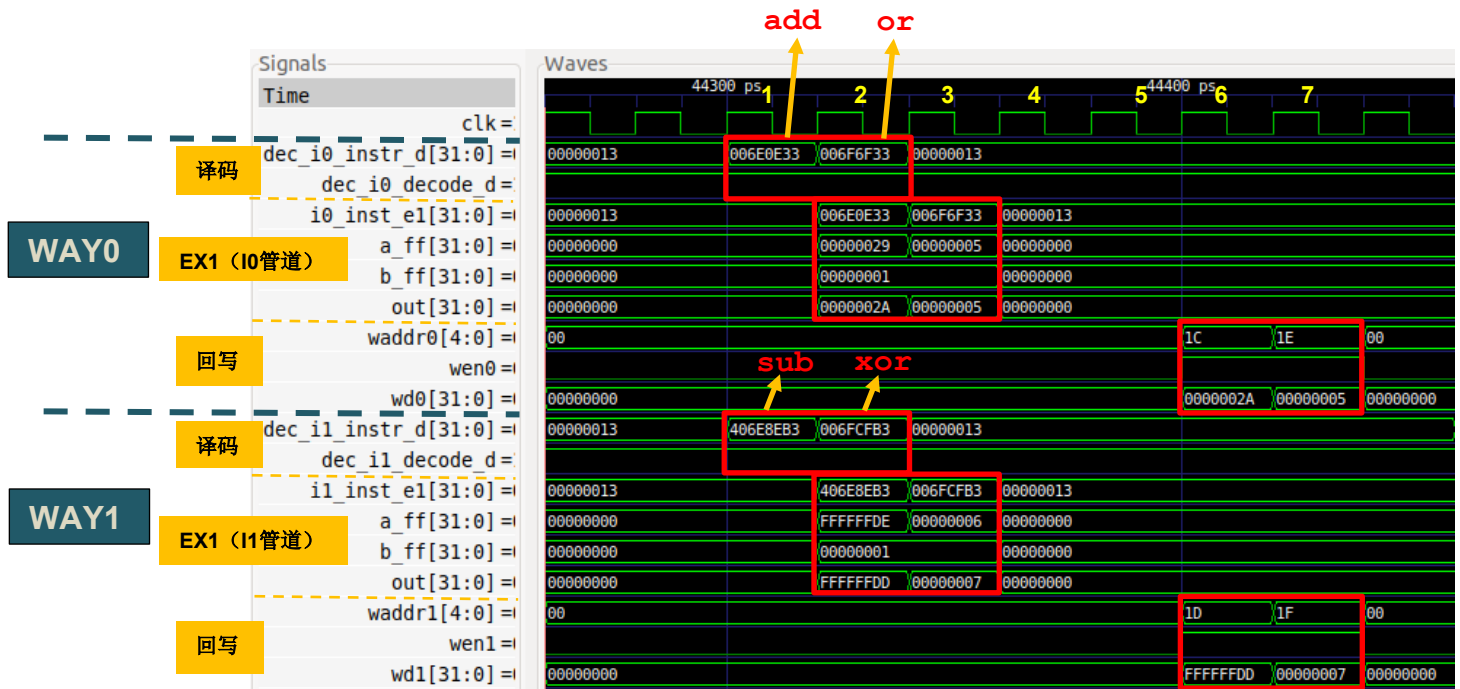 add or
Signals Waves
Time 44300 ps 44400 ps
1 2 3 4 5 6 7
clk =
译码
dec_i0_instr_d[31:0] = 00000013 006E0E33 006F6F33 00000013
dec_i0_decode_d =
WAY0
EX1（I0管道）
i0_inst_e1[31:0] = 00000013 006E0E33 006F6F33 00000013
a_ff[31:0] = 00000000 00000029 00000005 00000000
b_ff[31:0] = 00000000 00000001 00000000
out[31:0] = 00000000 0000002A 00000005 00000000
回写
waddr0[4:0] = 00 1C 1E 00
wen0 =
wd0[31:0] = 00000000 0000002A 00000005 00000000
sub xor
译码
dec_i1_instr_d[31:0] = 00000013 406E8EB3 006FCFB3 00000013
dec_i1_decode_d =
WAY1
EX1（I1管道）
i1_inst_e1[31:0] = 00000013 406E8EB3 006FCFB3 00000013
a_ff[31:0] = 00000000 FFFFFFDE 00000006 00000000
b_ff[31:0] = 00000000 00000001 00000000
out[31:0] = 00000000 FFFFFFDD 00000007 00000000
回写
waddr1[4:0] = 00 1D 1F 00
wen1 =
wd1[31:0] = 00000000 FFFFFFDD 00000007 00000000